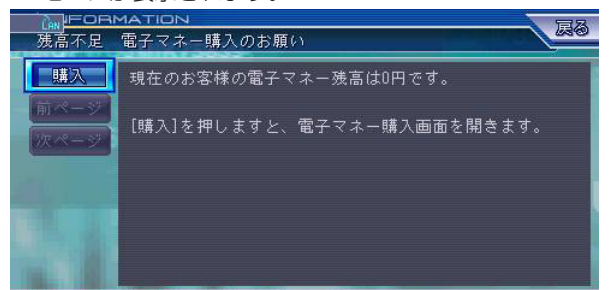 INFORMATION
LAN
戻る
残高不足 電子マネー購入のお願い
購入
現在のお客様の電子マネー残高は0円です。
前ページ
[購入]を押しますと、電子マネー購入画面を開きます。
次ページ